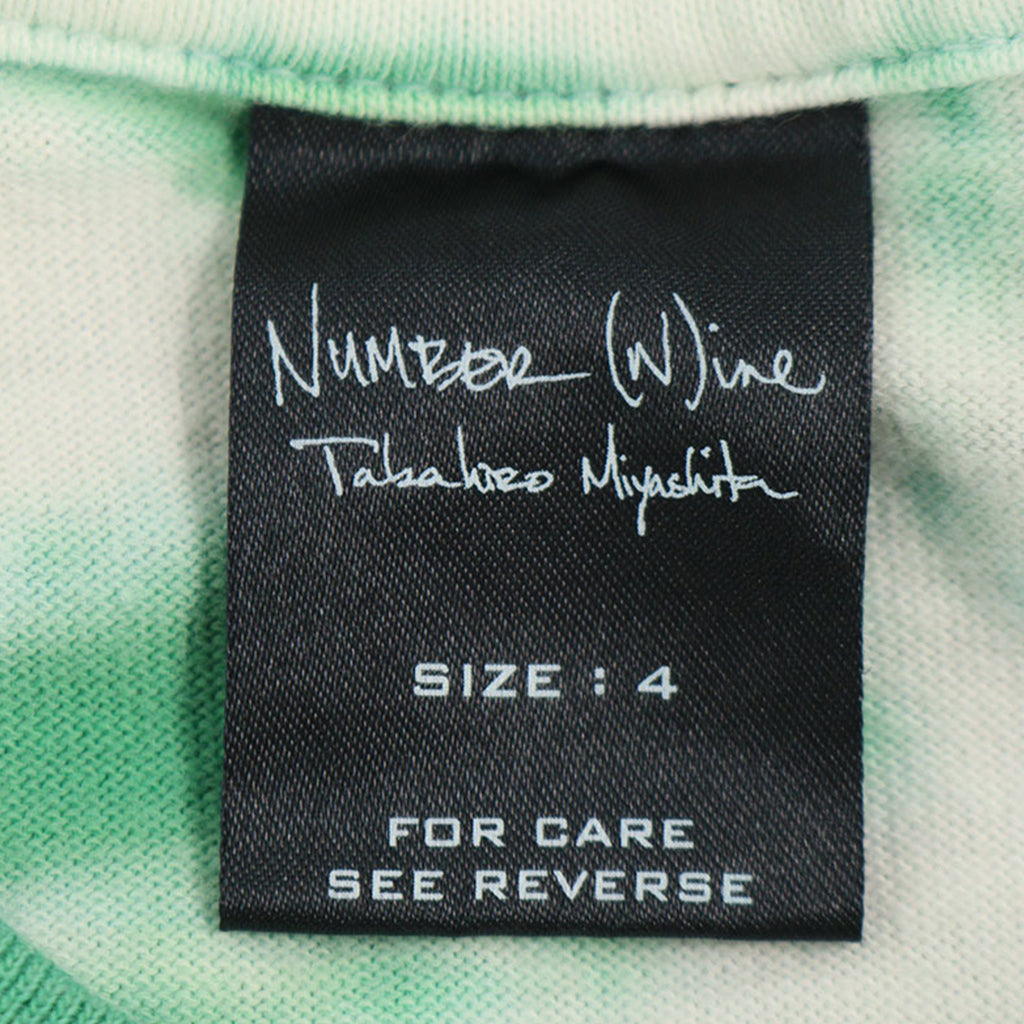 NUMBER (N)ine
Takahiro Miyashita
SIZE : 4
FOR CARE
SEE REVERSE